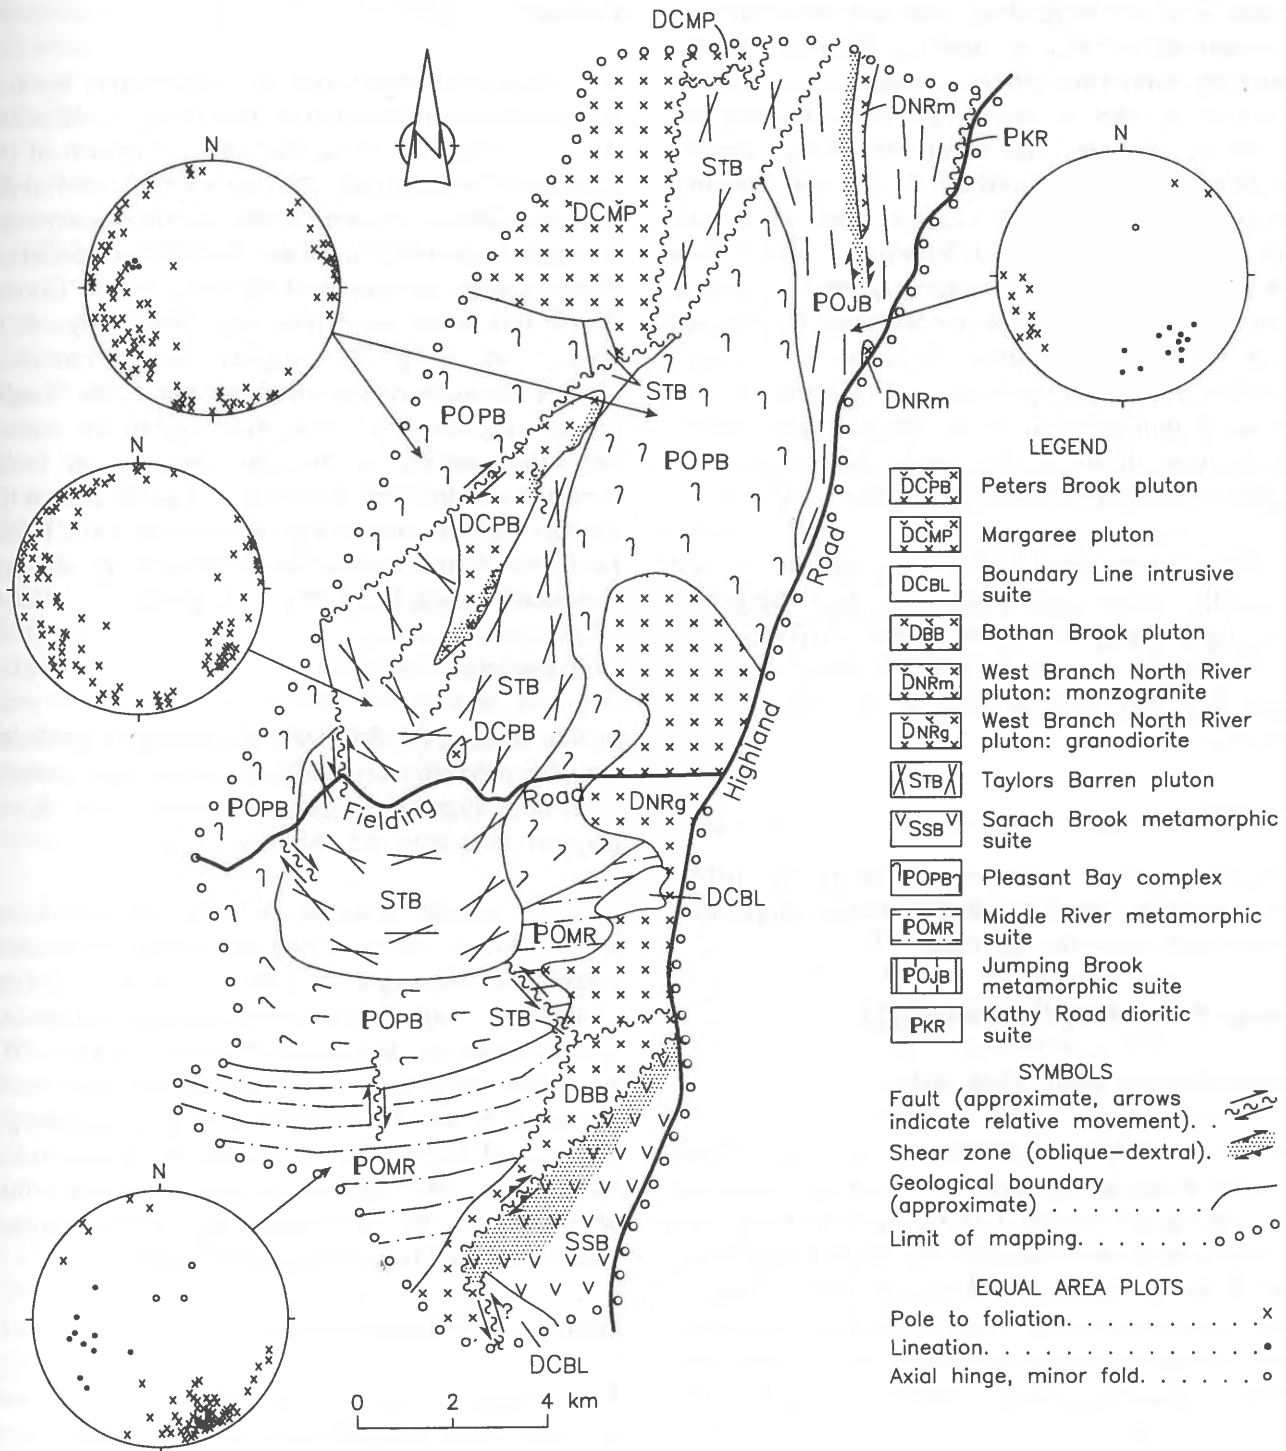 DCMP
DNRm
PKR
N
N
N
STB
DCMP
POJB
STB
DNRm
POPB
POPB
N
DCPB
Road
STB
DCPB
Highland
POPB
Fielding
Road
DNRg
STB
DCBL
POMR
POPB
STB
DBB
POMR
N
SSB
DCBL
?
0 2 4 km
LEGEND
DCPB Peters Brook pluton
DCMP Margaree pluton
DCBL Boundary Line intrusive
suite
DBB Bothan Brook pluton
DNRm West Branch North River
pluton: monzogranite
DNRg West Branch North River
pluton: granodiorite
STB Taylors Barren pluton
SSB Sarach Brook metamorphic
suite
POPB Pleasant Bay complex
POMR Middle River metamorphic
suite
POJB Jumping Brook
metamorphic suite
PKR Kathy Road dioritic
suite
SYMBOLS
Fault (approximate, arrows
indicate relative movement). .
Shear zone (oblique-dextral).
Geological boundary
(approximate) . . . . . . . . . .
Limit of mapping. . . . . . . . .
EQUAL AREA PLOTS
Pole to foliation. . . . . . . . . . . . x
Lineation. . . . . . . . . . . . . . . . •
Axial hinge, minor fold. . . . . . . o